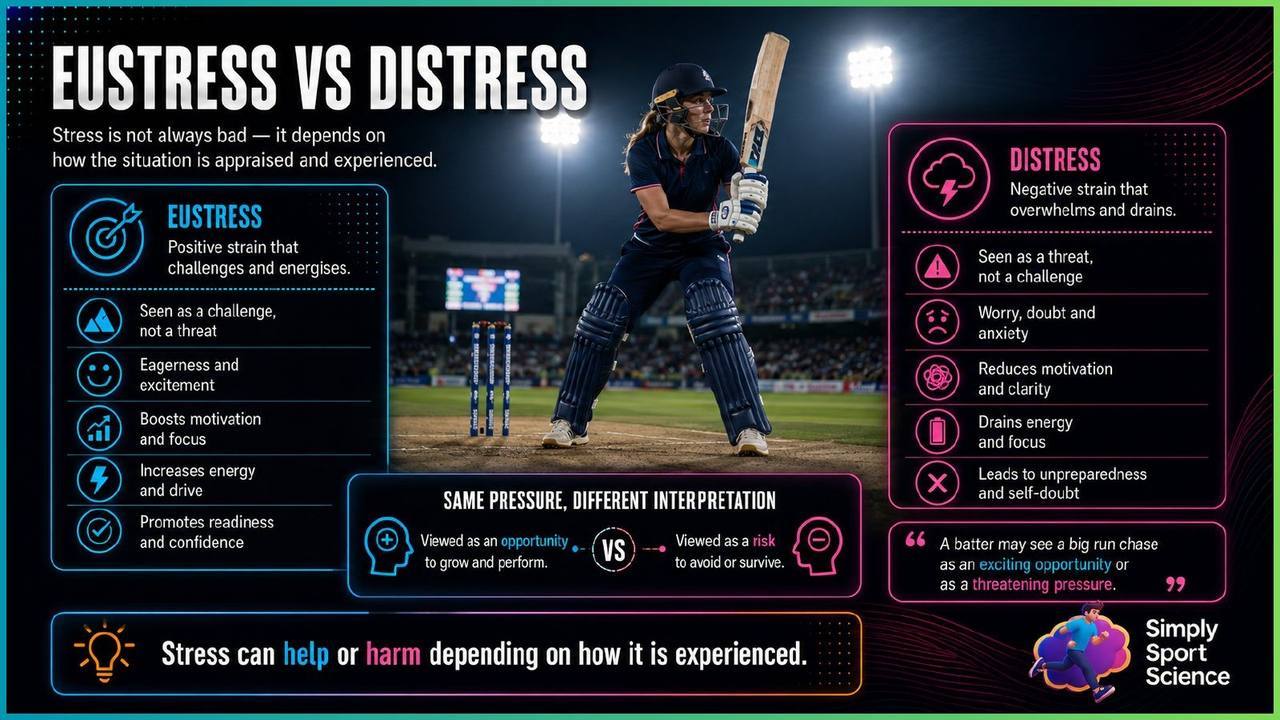 EUSTRESS VS DISTRESS
Stress is not always bad — it depends on
how the situation is appraised and experienced.
EUSTRESS
Positive strain that
challenges and energises.
Seen as a challenge,
not a threat
Eagerness and
excitement
Boosts motivation
and focus
Increases energy
and drive
Promotes readiness
and confidence
DISTRESS
Negative strain that
overwhelms and drains.
Seen as a threat,
not a challenge
Worry, doubt and
anxiety
Reduces motivation
and clarity
Drains energy
and focus
Leads to unpreparedness
and self-doubt
SAME PRESSURE, DIFFERENT INTERPRETATION
Viewed as an opportunity
to grow and perform.
VS
Viewed as a risk
to avoid or survive.
“ A batter may see a big run chase
as an exciting opportunity or
as a threatening pressure. ”
Stress can help or harm depending on how it is experienced.
Simply
Sport
Science